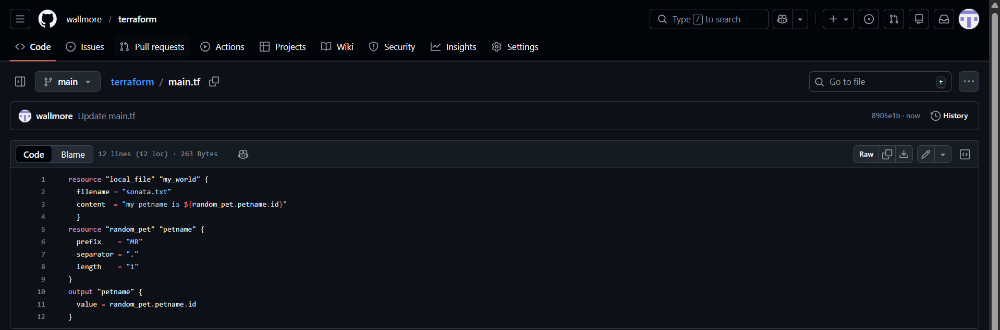 wallmore / terraform
Type / to search
Code Issues Pull requests Actions Projects Wiki Security Insights Settings
main terraform / main.tf
Go to file t
wallmore Update main.tf
8905e1b · now History
Code Blame 12 lines (12 loc) · 263 Bytes
Raw
1 resource "local_file" "my_world" {
2   filename = "sonata.txt"
3   content  = "my petname is ${random_pet.petname.id}"
4   }
5 resource "random_pet" "petname" {
6   prefix    = "MR"
7   separator = "."
8   length    = "1"
9 }
10 output "petname" {
11   value = random_pet.petname.id
12 }